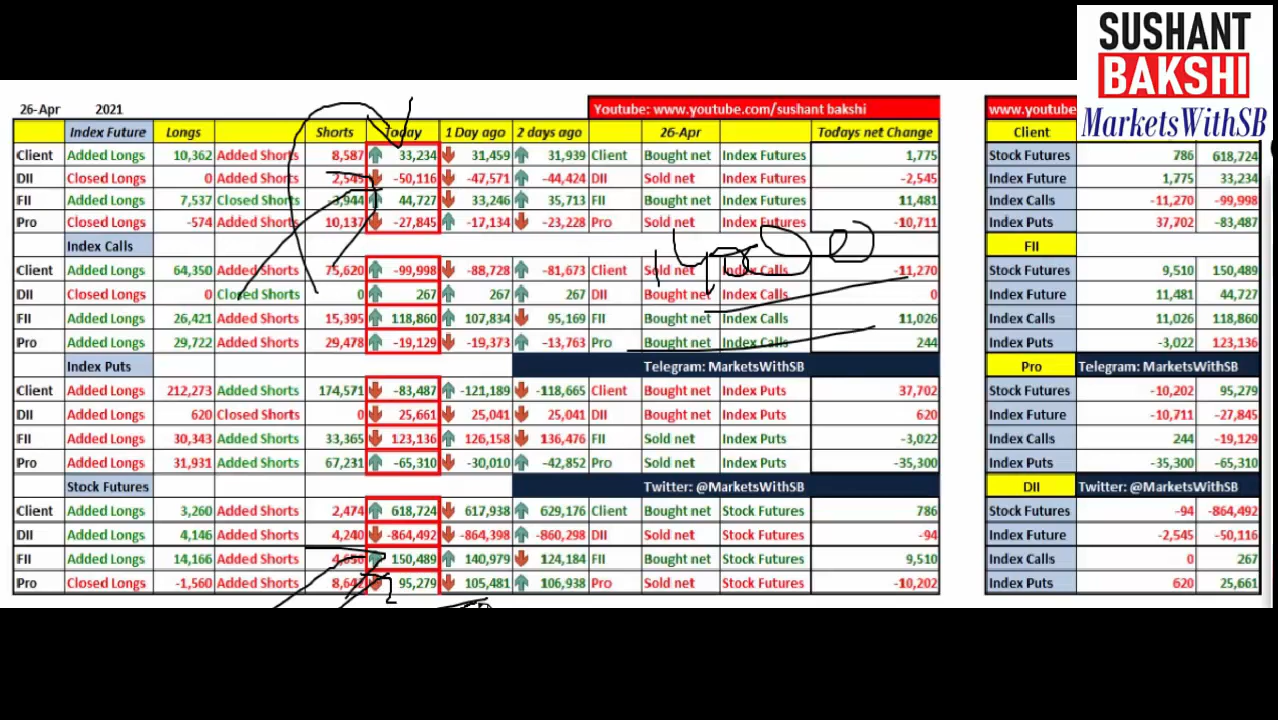 SUSHANT
BAKSHI
MarketsWithSB
26-Apr 2021 Youtube: www.youtube.com/sushant bakshi www.youtube
Index Future Longs Shorts Today 1 Day ago 2 days ago 26-Apr Todays net Change Client
Client Added Longs 10,362 Added Shorts 8,587 33,234 31,459 31,939 Client Bought net Index Futures 1,775 Stock Futures 786 618,724
DII Closed Longs 0 Added Shorts 2,545 -50,116 -47,571 -44,424 DII Sold net Index Futures -2,545 Index Future 1,775 33,234
FII Added Longs 7,537 Closed Shorts -3,944 44,727 33,246 35,713 FII Bought net Index Futures 11,481 Index Calls -11,270 -99,998
Pro Closed Longs -574 Added Shorts 10,137 -27,845 -17,134 -23,228 Pro Sold net Index Futures -10,711 Index Puts 37,702 -83,487
Index Calls FII
Client Added Longs 64,350 Added Shorts 75,620 -99,998 -88,728 -81,673 Client Sold net Index Calls -11,270 Stock Futures 9,510 150,489
DII Closed Longs 0 Closed Shorts 0 267 267 267 DII Bought net Index Calls 0 Index Future 11,481 44,727
FII Added Longs 26,421 Added Shorts 15,395 118,860 107,834 95,169 FII Bought net Index Calls 11,026 Index Calls 11,026 118,860
Pro Added Longs 29,722 Added Shorts 29,478 -19,129 -19,373 -13,763 Pro Bought net Index Calls 244 Index Puts -3,022 123,136
Index Puts Telegram: MarketsWithSB Pro Telegram: MarketsWithSB
Client Added Longs 212,273 Added Shorts 174,571 -83,487 -121,189 -118,665 Client Bought net Index Puts 37,702 Stock Futures -10,202 95,279
DII Added Longs 620 Closed Shorts 0 25,661 25,041 25,041 DII Bought net Index Puts 620 Index Future -10,711 -27,845
FII Added Longs 30,343 Added Shorts 33,365 123,136 126,158 136,476 FII Sold net Index Puts -3,022 Index Calls 244 -19,129
Pro Added Longs 31,931 Added Shorts 67,231 -65,310 -30,010 -42,852 Pro Sold net Index Puts -35,300 Index Puts -35,300 -65,310
Stock Futures Twitter: @MarketsWithSB DII Twitter: @MarketsWithSB
Client Added Longs 3,260 Added Shorts 2,474 618,724 617,938 629,176 Client Bought net Stock Futures 786 Stock Futures -94 -864,492
DII Added Longs 4,146 Added Shorts 4,240 -864,492 -864,398 -860,298 DII Sold net Stock Futures -94 Index Future -2,545 -50,116
FII Added Longs 14,166 Added Shorts 4,656 150,489 140,979 124,184 FII Bought net Stock Futures 9,510 Index Calls 0 267
Pro Closed Longs -1,560 Added Shorts 8,642 95,279 105,481 106,938 Pro Sold net Stock Futures -10,202 Index Puts 620 25,661